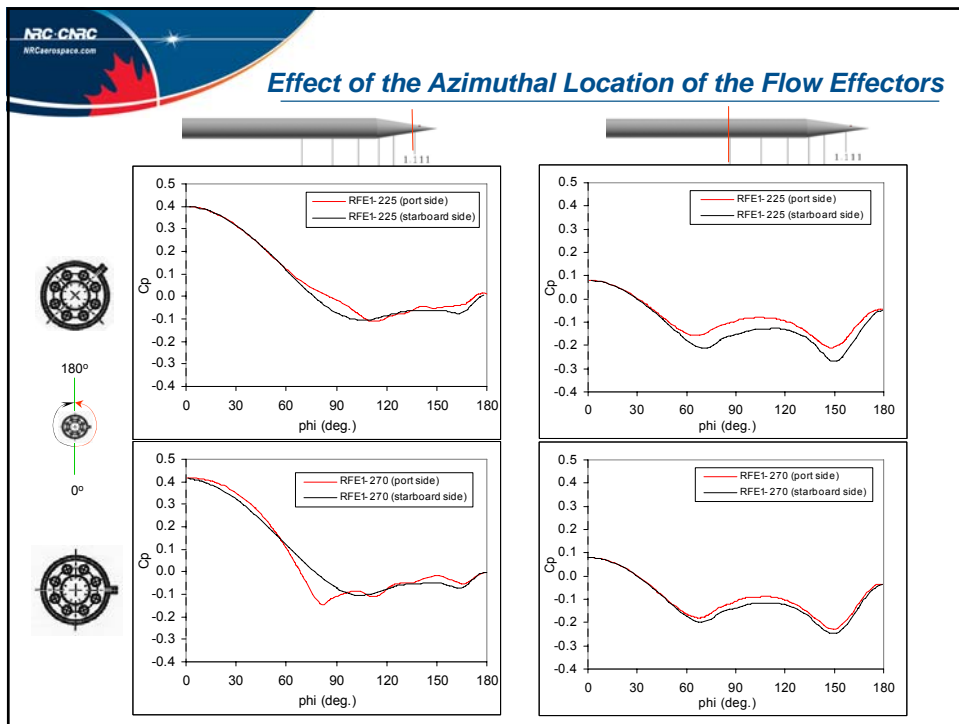 NRC·CNRC
NRCaerospace.com
Effect of the Azimuthal Location of the Flow Effectors
1.111
1.111
0.5
0.4
0.3
0.2
0.1
0.0
-0.1
-0.2
-0.3
-0.4
Cp
RFE1-225 (port side)
RFE1-225 (starboard side)
0 30 60 90 120 150 180
phi (deg.)
0.5
0.4
0.3
0.2
0.1
0.0
-0.1
-0.2
-0.3
-0.4
Cp
RFE1-225 (port side)
RFE1-225 (starboard side)
0 30 60 90 120 150 180
phi (deg.)
180º
0º
0.5
0.4
0.3
0.2
0.1
0.0
-0.1
-0.2
-0.3
-0.4
Cp
RFE1-270 (port side)
RFE1-270 (starboard side)
0 30 60 90 120 150 180
phi (deg.)
0.5
0.4
0.3
0.2
0.1
0.0
-0.1
-0.2
-0.3
-0.4
Cp
RFE1-270 (port side)
RFE1-270 (starboard side)
0 30 60 90 120 150 180
phi (deg.)